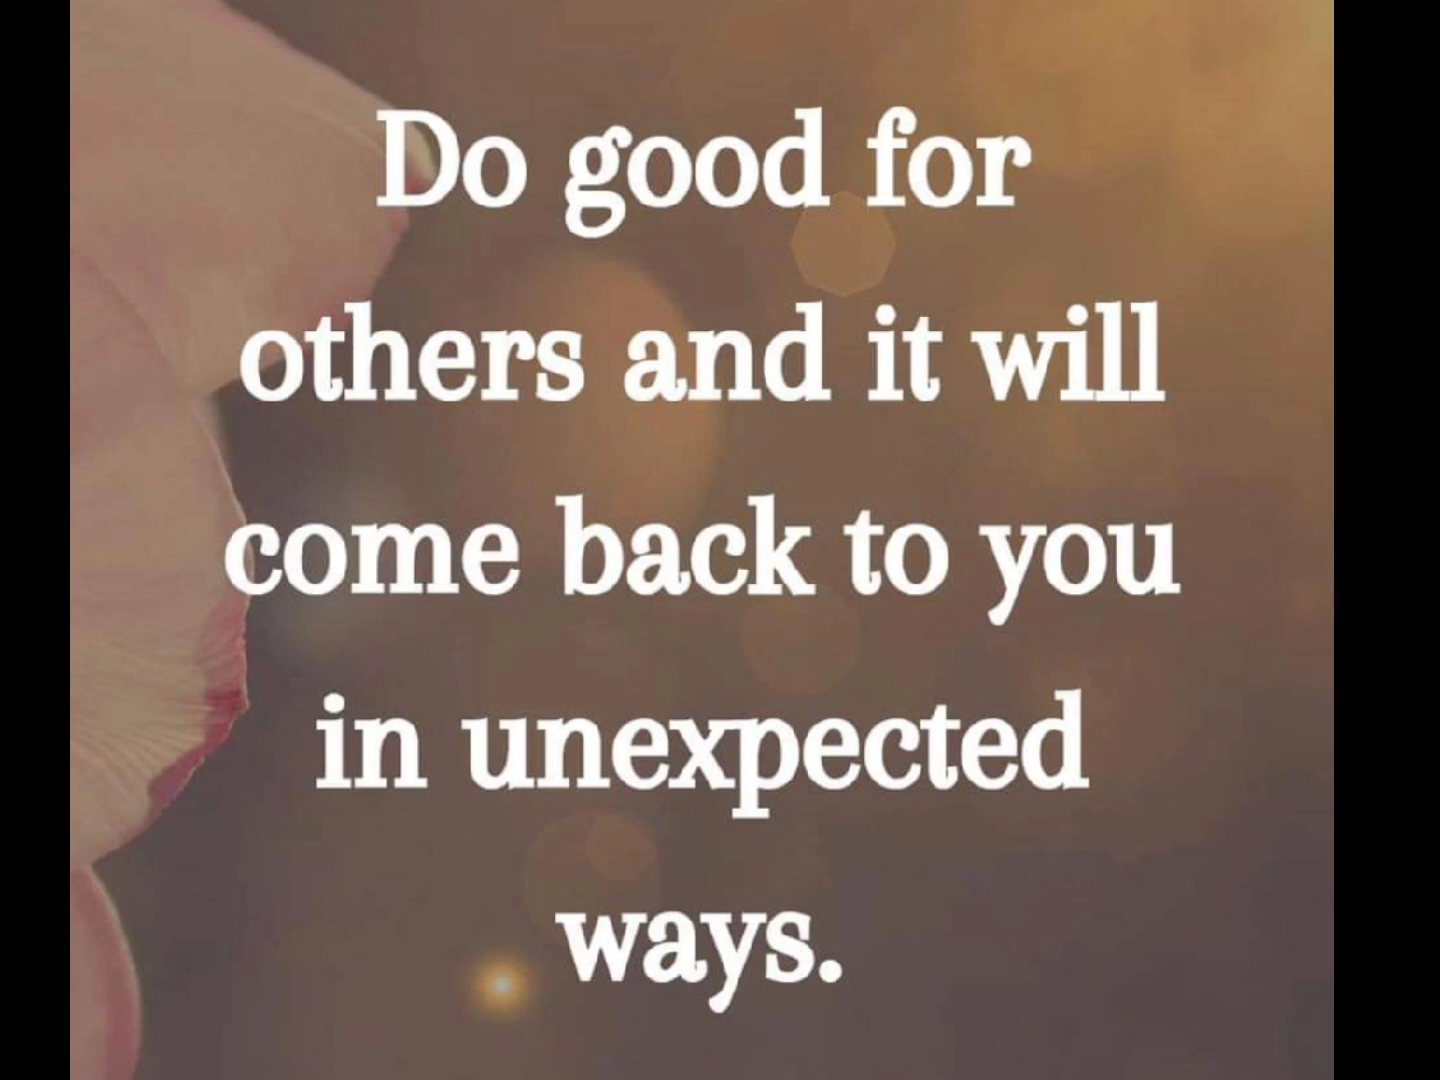 Do good for
others and it will
come back to you
in unexpected
ways.